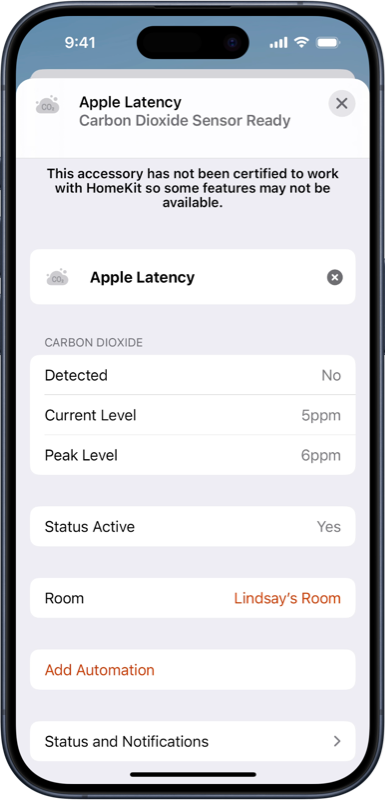 9:41
CO₂
Apple Latency
Carbon Dioxide Sensor Ready
This accessory has not been certified to work
with HomeKit so some features may not be
available.
CO₂
Apple Latency
CARBON DIOXIDE
Detected No
Current Level 5ppm
Peak Level 6ppm
Status Active Yes
Room Lindsay’s Room
Add Automation
Status and Notifications